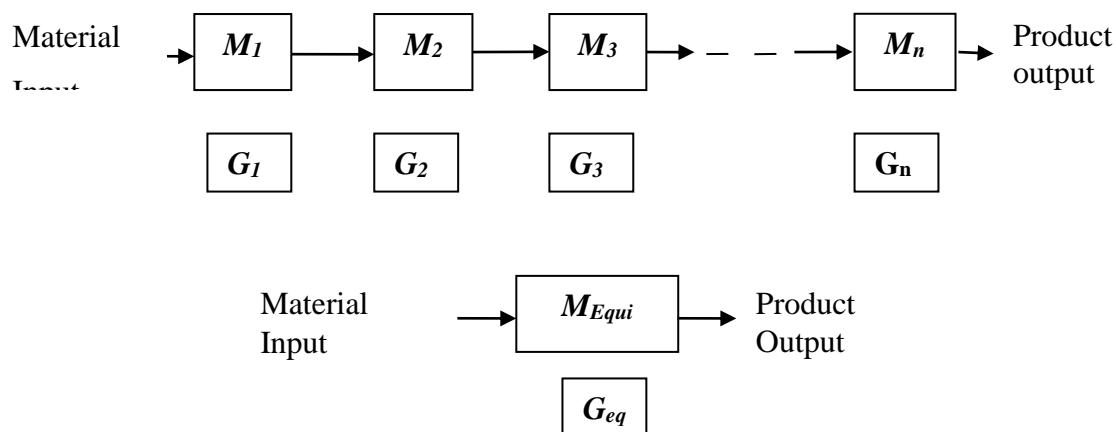 Material M1 M2 M3 Mn Product
output
G1 G2 G3 Gn
Material MEqui Product
Input Output
Geq